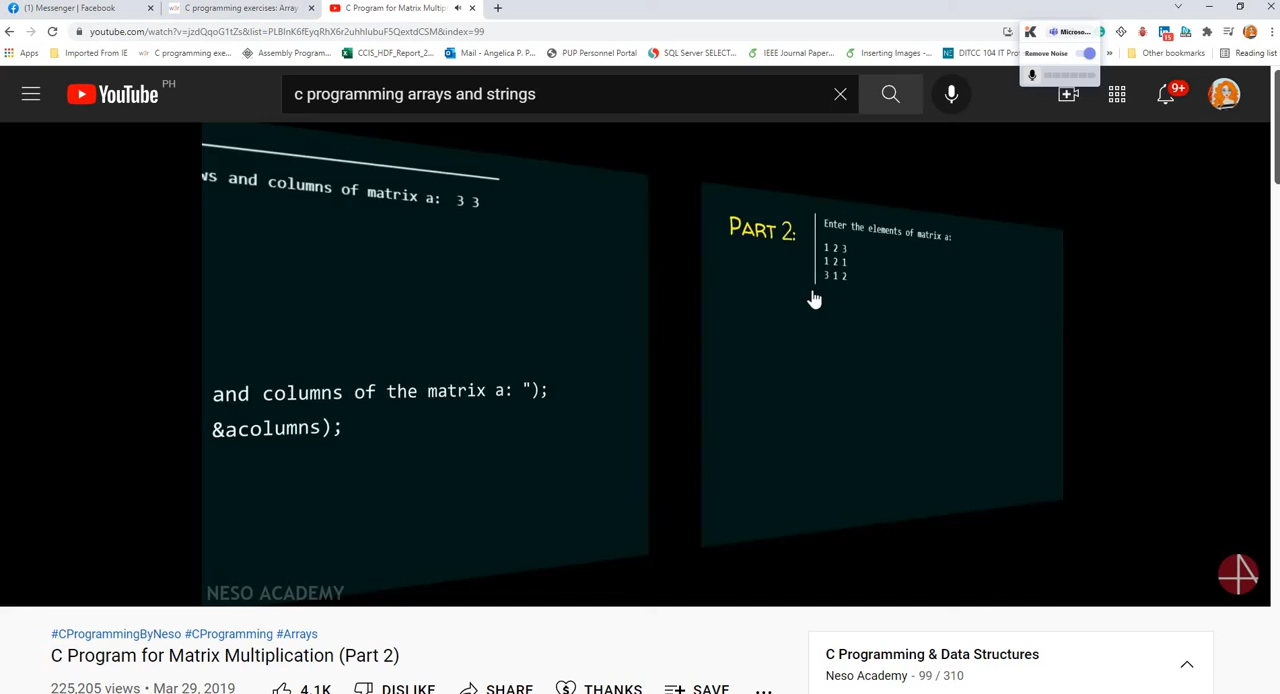 (1) Messenger | Facebook
C programming exercises: Array
C Program for Matrix Multip
youtube.com/watch?v=jzdQqoG1tZs&list=PLBInK6fEyqRhX6r2uhhlubuF5QextdCSM&index=99
Microso...
15
Apps
Imported From IE
C programming exe...
Assembly Program...
CCIS_HDF_Report_2...
Mail - Angelica P. P...
PUP Personnel Portal
SQL Server SELECT...
IEEE Journal Paper...
Inserting Images -...
DITCC 104 IT Pro
Remove Noise
»
Other bookmarks
Reading list
YouTube PH
c programming arrays and strings
9+
ws and columns of matrix a: 3 3
and columns of the matrix a: ");
&acolumns);
PART 2:
Enter the elements of matrix a:
1 2 3
1 2 1
3 1 2
NESO ACADEMY
#CProgrammingByNeso #CProgramming #Arrays
C Program for Matrix Multiplication (Part 2)
225,205 views • Mar 29, 2019
4.1K
DISLIKE
SHARE
THANKS
SAVE
...
C Programming & Data Structures
Neso Academy - 99 / 310